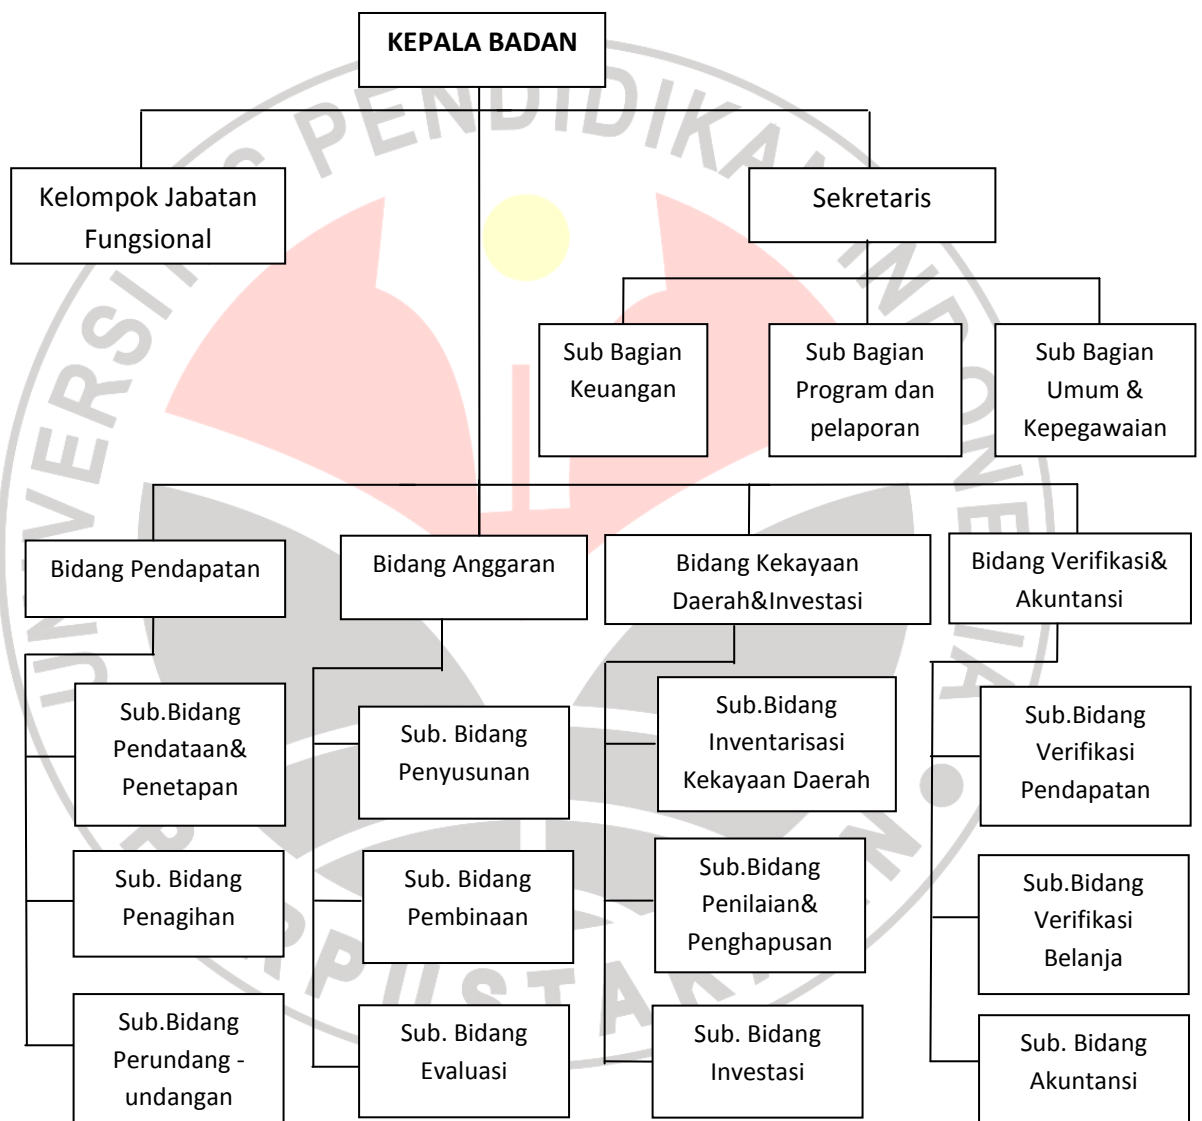 KEPALA BADAN
Kelompok Jabatan
Fungsional
Sekretaris
Sub Bagian
Keuangan
Sub Bagian
Program dan
pelaporan
Sub Bagian
Umum &
Kepegawaian
Bidang Pendapatan
Bidang Anggaran
Bidang Kekayaan
Daerah&Investasi
Bidang Verifikasi&
Akuntansi
Sub.Bidang
Pendataan&
Penetapan
Sub. Bidang
Penagihan
Sub.Bidang
Perundang -
undangan
Sub. Bidang
Penyusunan
Sub. Bidang
Pembinaan
Sub. Bidang
Evaluasi
Sub.Bidang
Inventarisasi
Kekayaan Daerah
Sub.Bidang
Penilaian&
Penghapusan
Sub. Bidang
Investasi
Sub.Bidang
Verifikasi
Pendapatan
Sub.Bidang
Verifikasi
Belanja
Sub. Bidang
Akuntansi